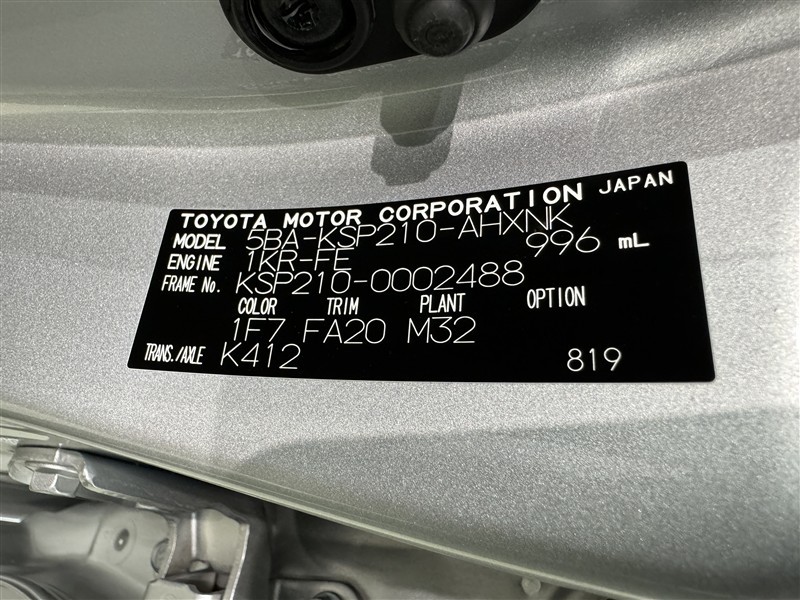 TOYOTA MOTOR CORPORATION JAPAN
MODEL 5BA-KSP210-AHXNK
ENGINE 1KR-FE 996 mL
FRAME No. KSP210-0002488
COLOR TRIM PLANT OPTION
1F7 FA20 M32
TRANS./AXLE K412 819